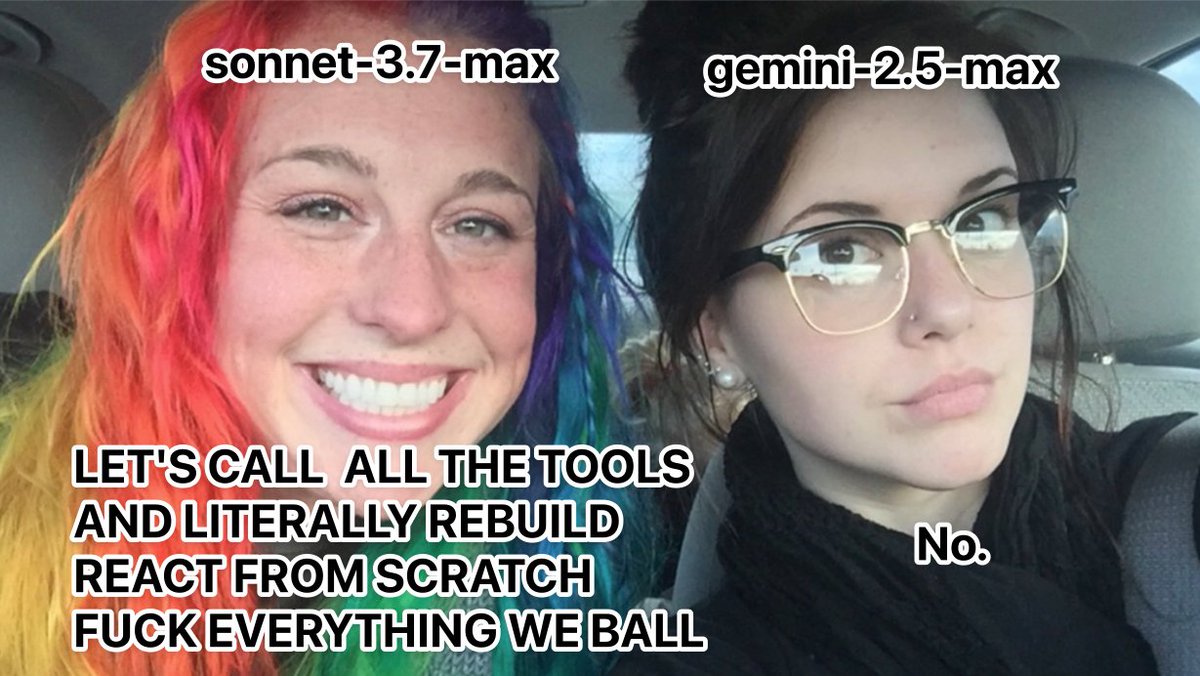 sonnet-3.7-max
gemini-2.5-max
LET'S CALL ALL THE TOOLS
AND LITERALLY REBUILD
REACT FROM SCRATCH
FUCK EVERYTHING WE BALL
No.